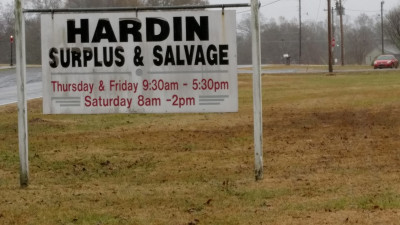 HARDIN
SURPLUS & SALVAGE
Thursday & Friday 9:30am - 5:30pm
Saturday 8am -2pm